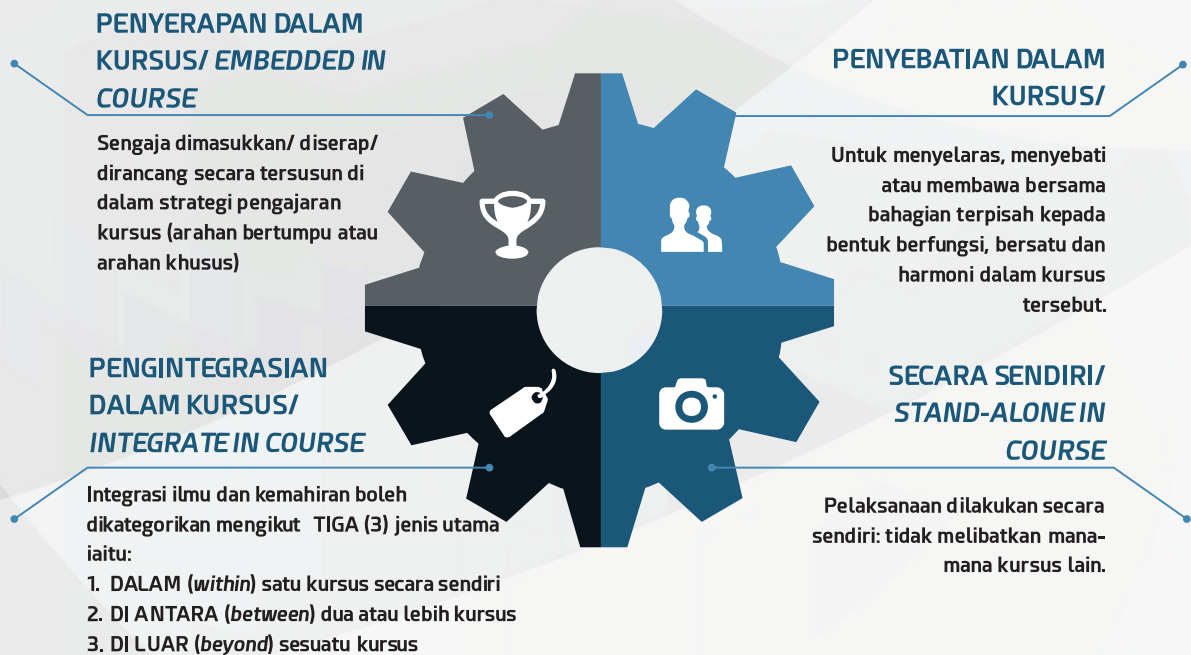 PENYERAPAN DALAM
KURSUS/ EMBEDDED IN
COURSE
Sengaja dimasukkan/ diserap/
dirancang secara tersusun di
dalam strategi pengajaran
kursus (arahan bertumpu atau
arahan khusus)
PENYEBATIAN DALAM
KURSUS/
Untuk menyelaras, menyebati
atau membawa bersama
bahagian terpisah kepada
bentuk berfungsi, bersatu dan
harmoni dalam kursus
tersebut.
PENGINTEGRASIAN
DALAM KURSUS/
INTEGRATE IN COURSE
Integrasi ilmu dan kemahiran boleh
dikategorikan mengikut TIGA (3) jenis utama
iaitu:
1. DALAM (within) satu kursus secara sendiri
2. DI ANTARA (between) dua atau lebih kursus
3. DI LUAR (beyond) sesuatu kursus
SECARA SENDIRI/
STAND-ALONE IN
COURSE
Pelaksanaan dilakukan secara
sendiri: tidak melibatkan mana-
mana kursus lain.